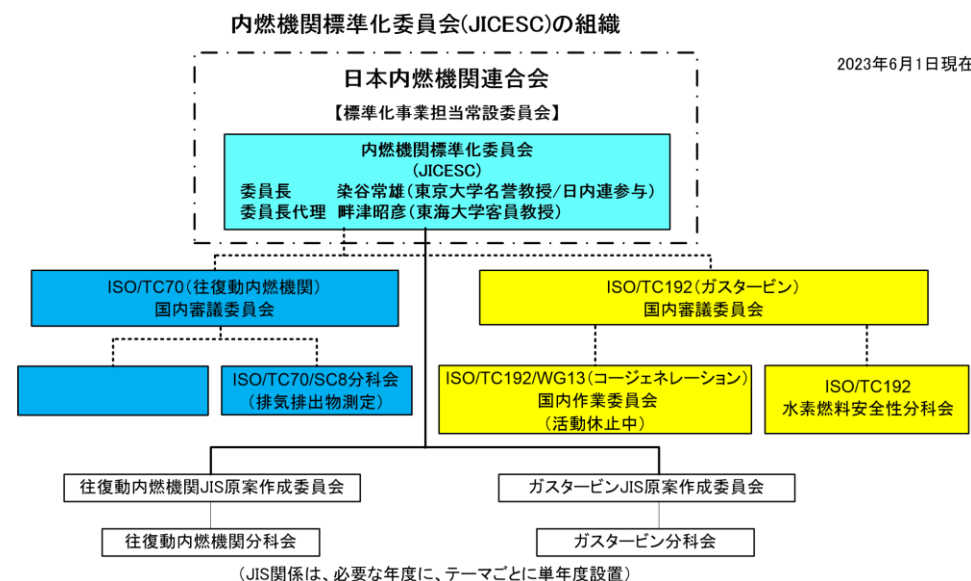 内燃機関標準化委員会(JICESC)の組織
2023年6月1日現在
日本内燃機関連合会
【標準化事業担当常設委員会】
内燃機関標準化委員会
(JICESC)
委員長 染谷常雄(東京大学名誉教授/日内連参与)
委員長代理 畔津昭彦(東海大学客員教授)
ISO/TC70(往復動内燃機関)
国内審議委員会
ISO/TC192(ガスタービン)
国内審議委員会
ISO/TC70/SC8分科会
(排気排出物測定)
ISO/TC192/WG13(コージェネレーション)
国内作業委員会
(活動休止中)
ISO/TC192
水素燃料安全性分科会
往復動内燃機関JIS原案作成委員会
ガスタービンJIS原案作成委員会
往復動内燃機関分科会
ガスタービン分科会
(JIS関係は、必要な年度に、テーマごとに単年度設置)